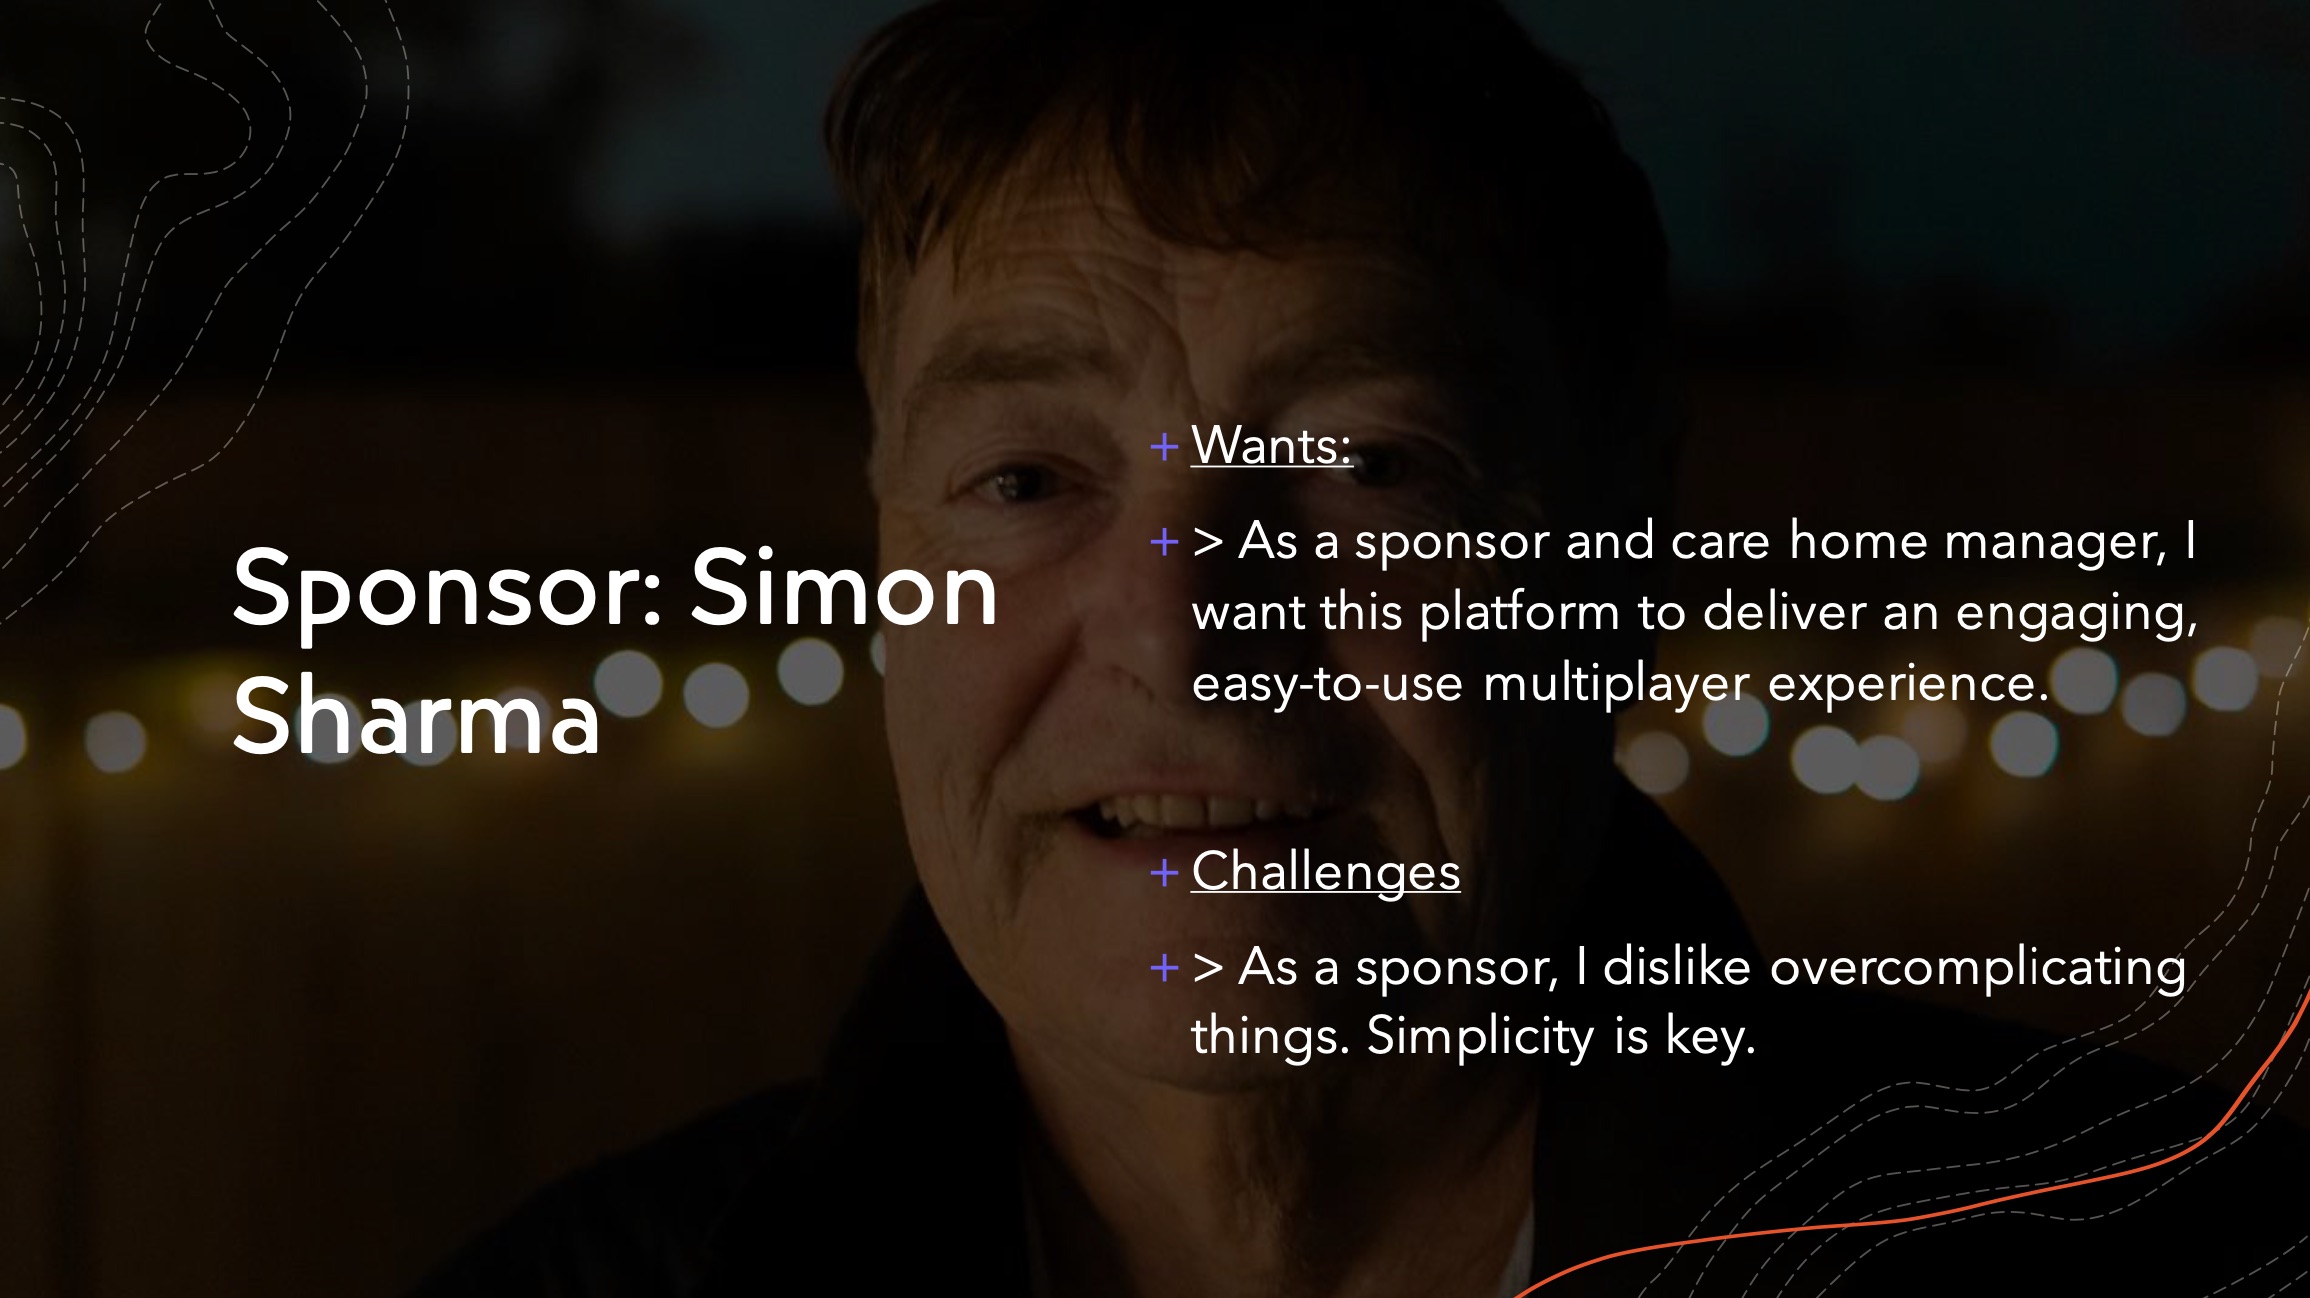 Sponsor: Simon
Sharma
+ Wants:
+ > As a sponsor and care home manager, I
want this platform to deliver an engaging,
easy-to-use multiplayer experience.
+ Challenges
+ > As a sponsor, I dislike overcomplicating
things. Simplicity is key.